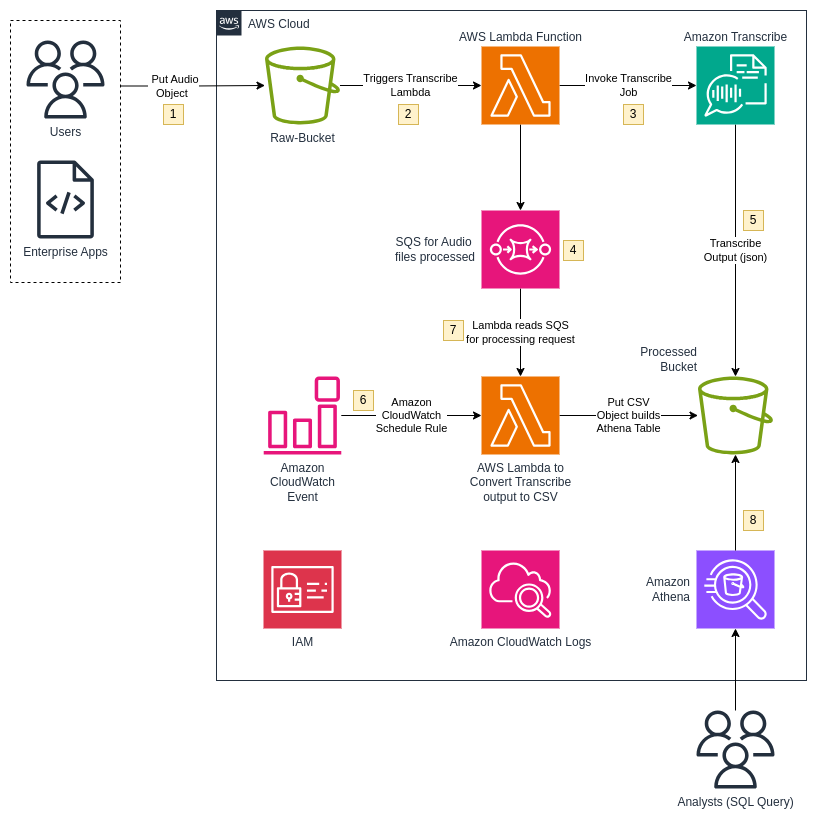 aws
AWS Cloud
AWS Lambda Function
Amazon Transcribe
Put Audio
Object
1
Triggers Transcribe
Lambda
2
Invoke Transcribe
Job
3
Users
Raw-Bucket
Enterprise Apps
SQS for Audio
files processed
4
5
Transcribe
Output (json)
7
Lambda reads SQS
for processing request
Processed
Bucket
6
Amazon
CloudWatch
Schedule Rule
Put CSV
Object builds
Athena Table
Amazon
CloudWatch
Event
AWS Lambda to
Convert Transcribe
output to CSV
8
Amazon
Athena
IAM
Amazon CloudWatch Logs
Analysts (SQL Query)